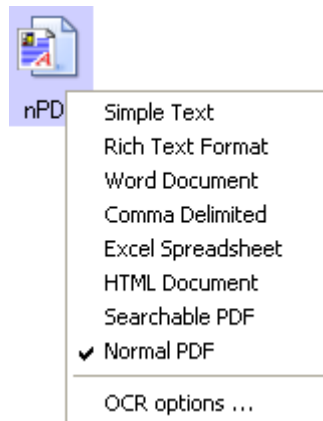 nPD
Simple Text
Rich Text Format
Word Document
Comma Delimited
Excel Spreadsheet
HTML Document
Searchable PDF
Normal PDF
OCR options ...